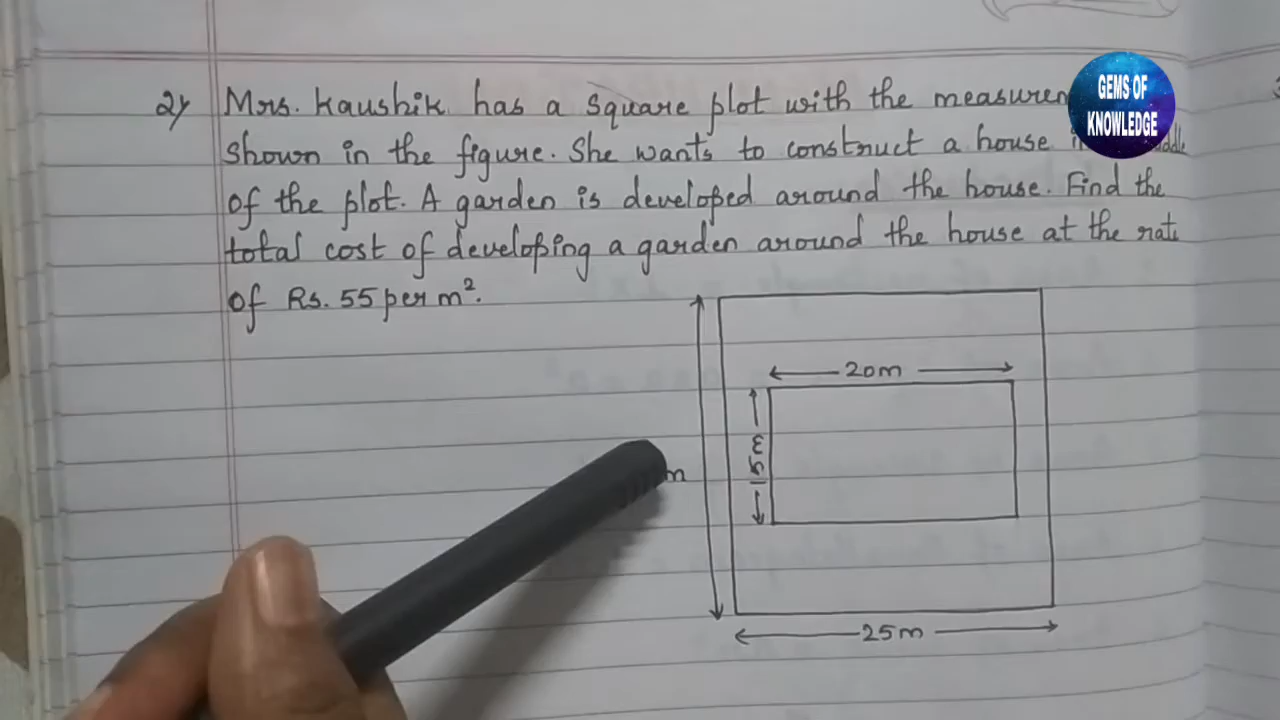 2) Mrs. Kaushik has a square plot with the
shown in the figure. She wants to construct a house
of the plot. A garden is developed around the house. Find the
total cost of developing a garden around the house at the rate
of Rs. 55 per m².
20m
15m
m
25m
GEMS OF
KNOWLEDGE